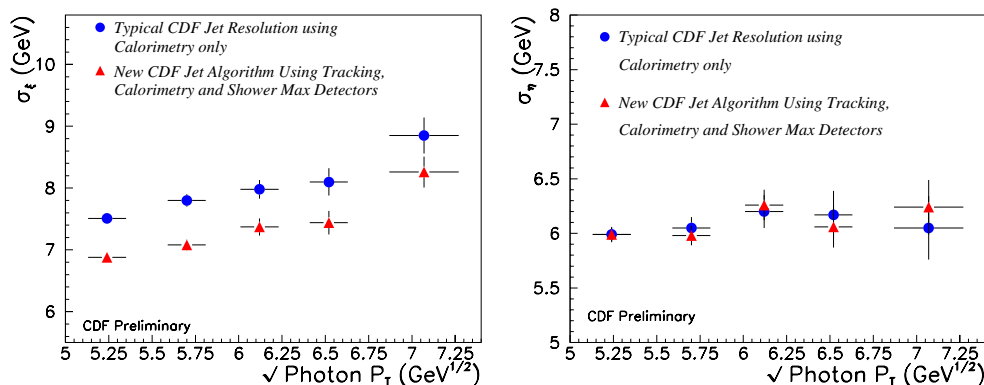 σξ (GeV)
10
9
8
7
6
Typical CDF Jet Resolution using
Calorimetry only
New CDF Jet Algorithm Using Tracking,
Calorimetry and Shower Max Detectors
CDF Preliminary
5 5.25 5.5 5.75 6 6.25 6.5 6.75 7 7.25
√ Photon PT (GeV1/2)
ση (GeV)
8
7.5
7
6.5
6
5.5
5
Typical CDF Jet Resolution using
Calorimetry only
New CDF Jet Algorithm Using Tracking,
Calorimetry and Shower Max Detectors
CDF Preliminary
5 5.25 5.5 5.75 6 6.25 6.5 6.75 7 7.25
√ Photon PT (GeV1/2)